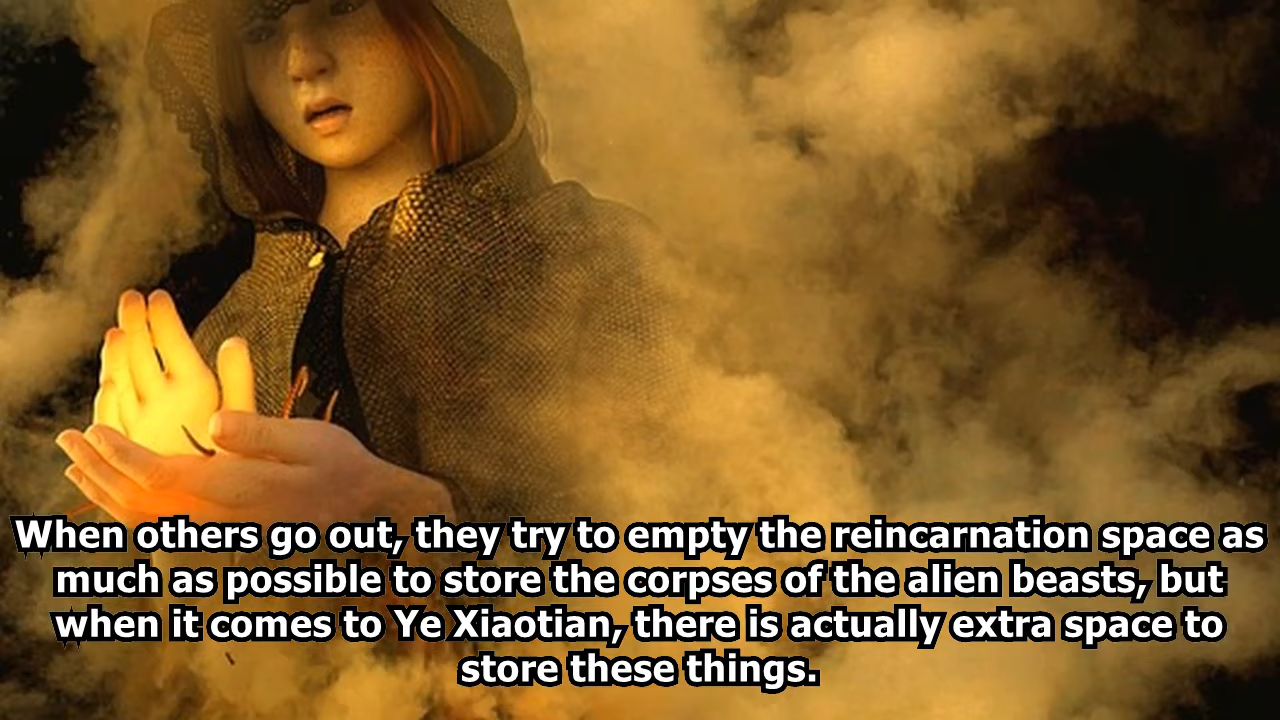 When others go out, they try to empty the reincarnation space as
much as possible to store the corpses of the alien beasts, but
when it comes to Ye Xiaotian, there is actually extra space to
store these things.